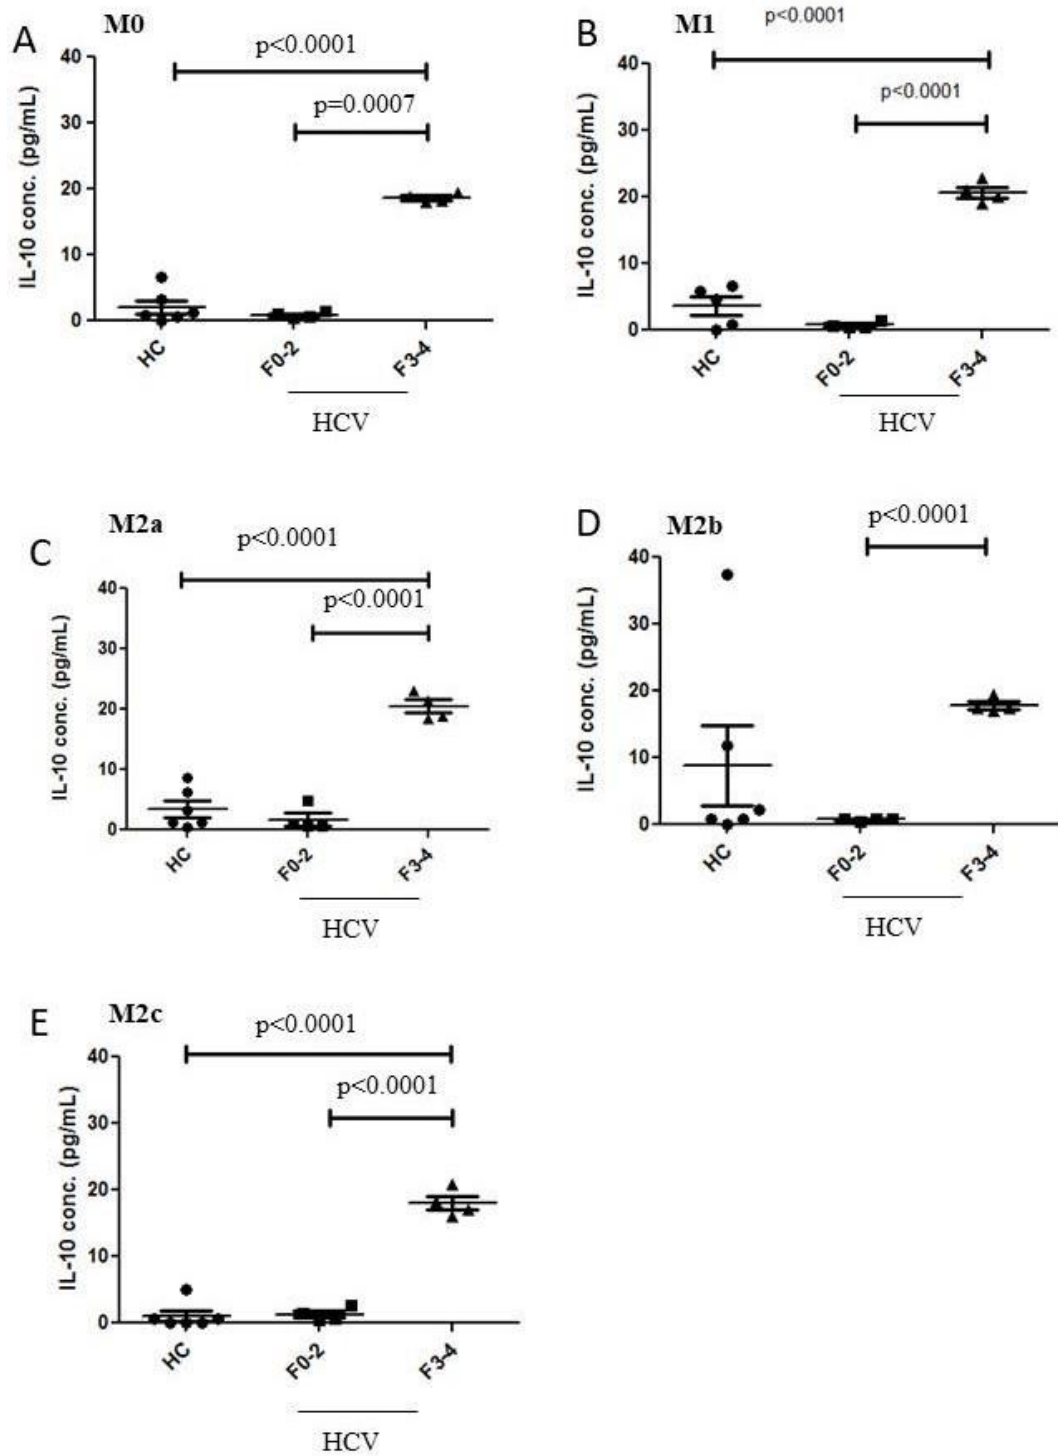 A
M0
p<0.0001
p=0.0007
IL-10 conc. (pg/mL)
40
30
20
10
0
HC
F0-2
F3-4
HCV
B
M1
p<0.0001
p<0.0001
IL-10 conc. (pg/mL)
40
30
20
10
0
HC
F0-2
F3-4
HCV
C
M2a
p<0.0001
p<0.0001
IL-10 conc. (pg/mL)
40
30
20
10
0
HC
F0-2
F3-4
HCV
D
M2b
p<0.0001
IL-10 conc. (pg/mL)
40
30
20
10
0
HC
F0-2
F3-4
HCV
E
M2c
p<0.0001
p<0.0001
IL-10 conc. (pg/mL)
40
30
20
10
0
HC
F0-2
F3-4
HCV